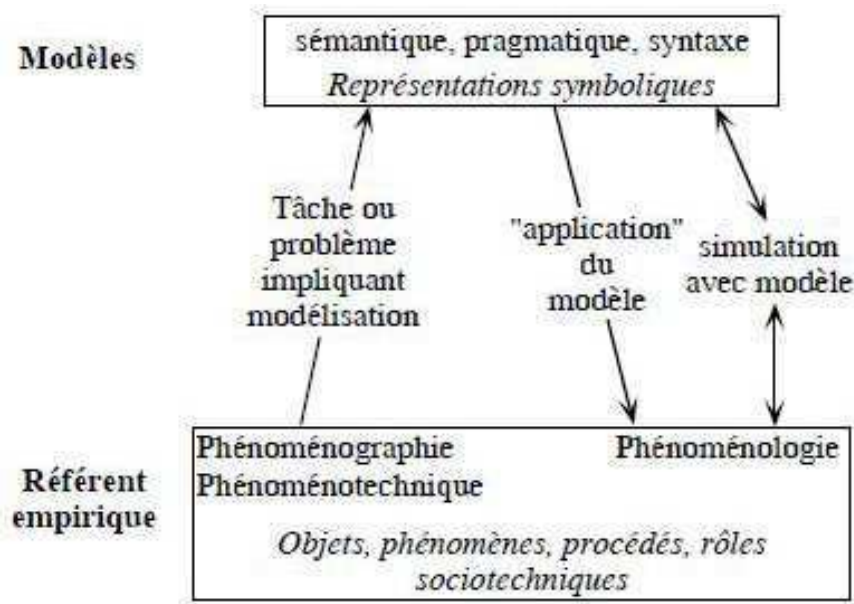 Modèles
sémantique, pragmatique, syntaxe
Représentations symboliques
Tâche ou
problème
impliquant
modélisation
"application"
du
modèle
simulation
avec modèle
Référent
empirique
Phénoménographie
Phénoménologie
Phénoménotechnique
Objets, phénomènes, procédés, rôles
sociotechniques